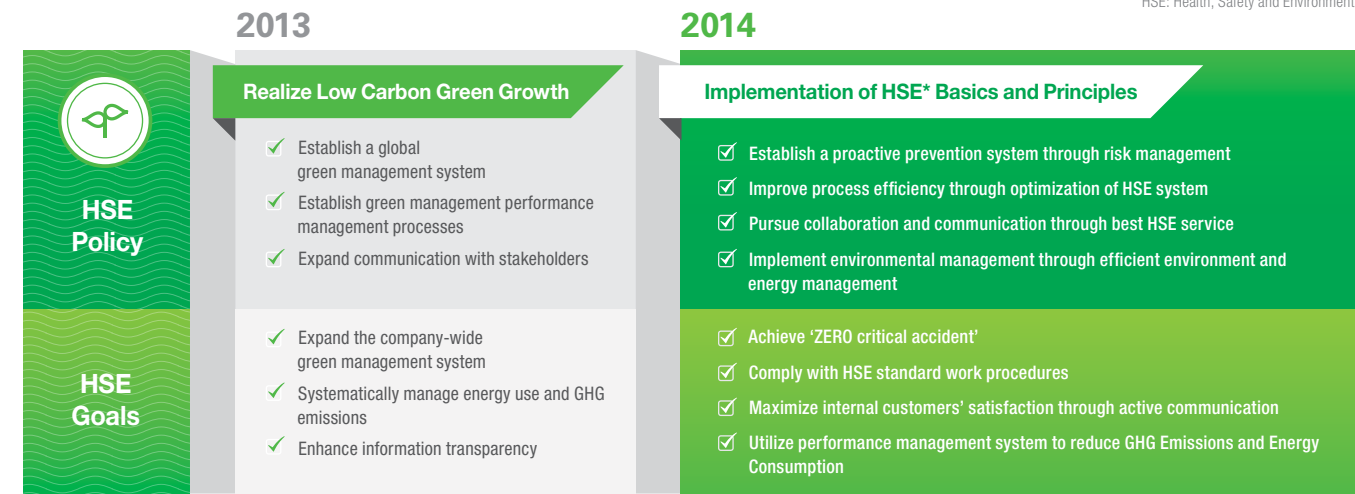 HSE: Health, Safety and Environment
2013
2014
HSE
Policy
Realize Low Carbon Green Growth
Establish a global
green management system
Establish green management performance
management processes
Expand communication with stakeholders
Implementation of HSE* Basics and Principles
Establish a proactive prevention system through risk management
Improve process efficiency through optimization of HSE system
Pursue collaboration and communication through best HSE service
Implement environmental management through efficient environment and
energy management
HSE
Goals
Expand the company-wide
green management system
Systematically manage energy use and GHG
emissions
Enhance information transparency
Achieve ‘ZERO critical accident’
Comply with HSE standard work procedures
Maximize internal customers’ satisfaction through active communication
Utilize performance management system to reduce GHG Emissions and Energy
Consumption